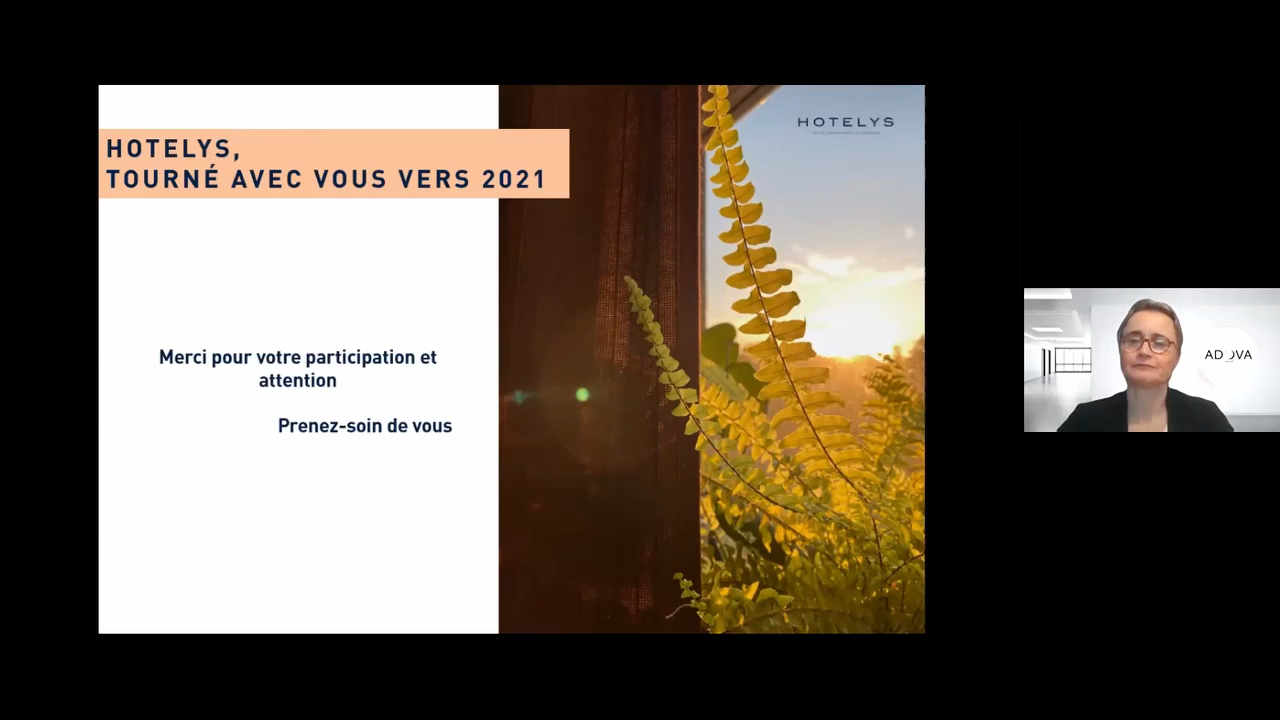 HOTELYS
HOTELYS,
TOURNÉ AVEC VOUS VERS 2021
Merci pour votre participation et
attention
Prenez-soin de vous